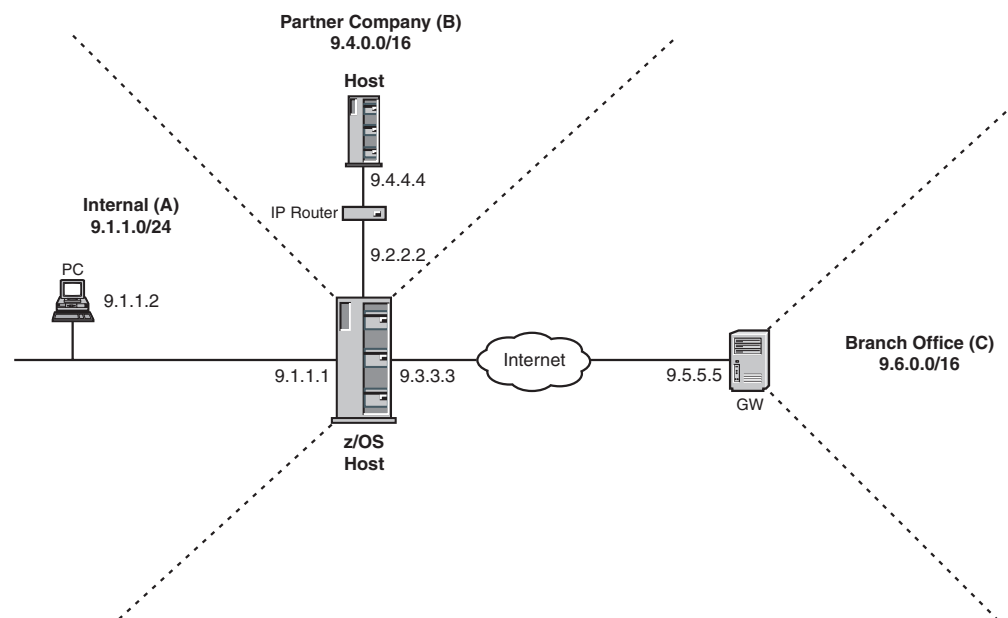 Partner Company (B)
9.4.0.0/16
Host
9.4.4.4
IP Router
9.2.2.2
Internal (A)
9.1.1.0/24
PC
9.1.1.2
9.1.1.1
9.3.3.3
z/OS
Host
Internet
9.5.5.5
GW
Branch Office (C)
9.6.0.0/16